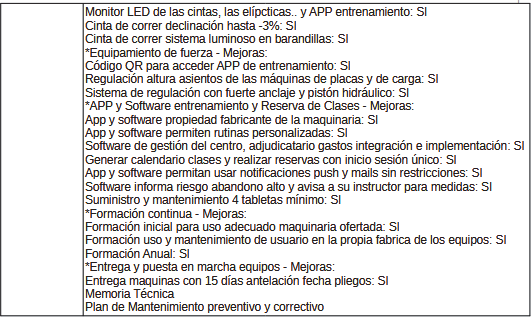 Monitor LED de las cintas, las elípcticas.. y APP entrenamiento: SI
Cinta de correr declinación hasta -3%: SI
Cinta de correr sistema luminoso en barandillas: SI
*Equipamiento de fuerza - Mejoras:
Código QR para acceder APP de entrenamiento: SI
Regulación altura asientos de las máquinas de placas y de carga: SI
Sistema de regulación con fuerte anclaje y pistón hidráulico: SI
*APP y Software entrenamiento y Reserva de Clases - Mejoras:
App y software propiedad fabricante de la maquinaria: SI
App y software permiten rutinas personalizadas: SI
Software de gestión del centro, adjudicatario gastos integración e implementación: SI
Generar calendario clases y realizar reservas con inicio sesión único: SI
App y software permitan usar notificaciones push y mails sin restricciones: SI
Software informa riesgo abandono alto y avisa a su instructor para medidas: SI
Suministro y mantenimiento 4 tabletas mínimo: SI
*Formación continua - Mejoras:
Formación inicial para uso adecuado maquinaria ofertada: SI
Formación uso y mantenimiento de usuario en la propia fabrica de los equipos: SI
Formación Anual: SI
*Entrega y puesta en marcha equipos - Mejoras:
Entrega maquinas con 15 días antelación fecha pliegos: SI
Memoria Técnica
Plan de Mantenimiento preventivo y correctivo